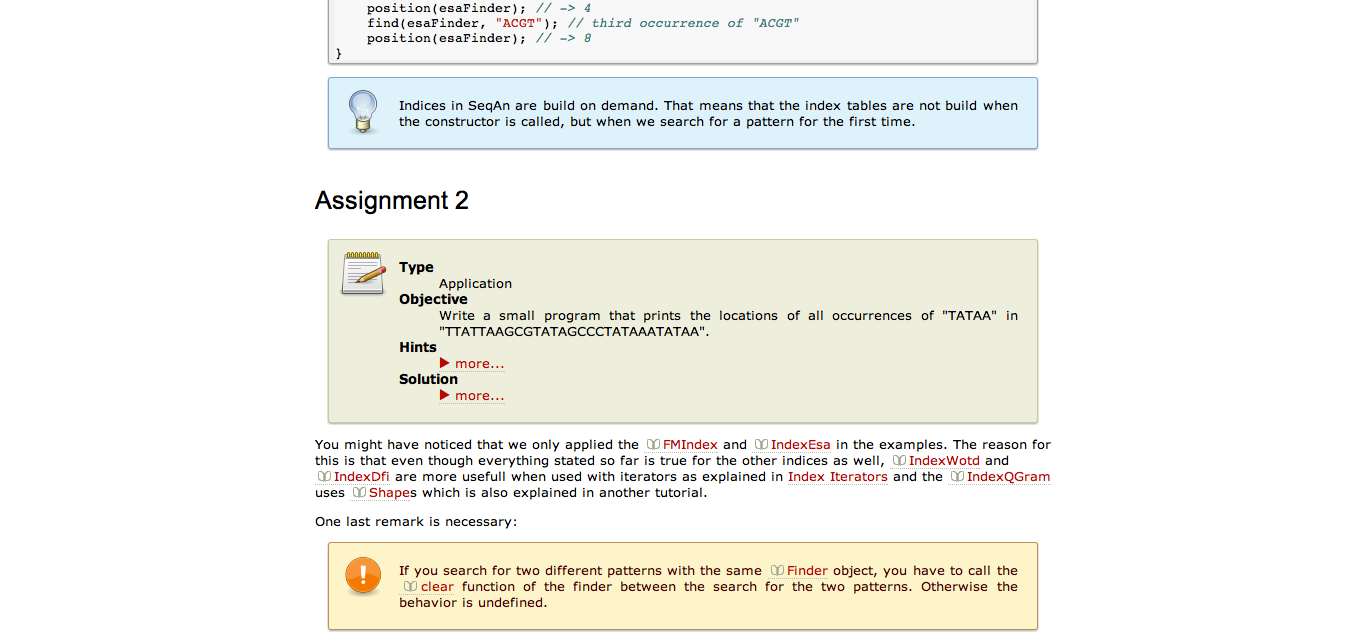 position(esaFinder); // -> 4
find(esaFinder, "ACGT"); // third occurrence of "ACGT"
position(esaFinder); // -> 8
}
Indices in SeqAn are build on demand. That means that the index tables are not build when
the constructor is called, but when we search for a pattern for the first time.
Assignment 2
Type
Application
Objective
Write a small program that prints the locations of all occurrences of "TATAA" in
"TTATTAAGCGTATAGCCCTATAAATATAA".
Hints
more...
Solution
more...
You might have noticed that we only applied the FMIndex and IndexEsa in the examples. The reason for
this is that even though everything stated so far is true for the other indices as well, IndexWotd and
IndexDfi are more usefull when used with iterators as explained in Index Iterators and the IndexQGram
uses Shapes which is also explained in another tutorial.
One last remark is necessary:
If you search for two different patterns with the same Finder object, you have to call the
clear function of the finder between the search for the two patterns. Otherwise the
behavior is undefined.